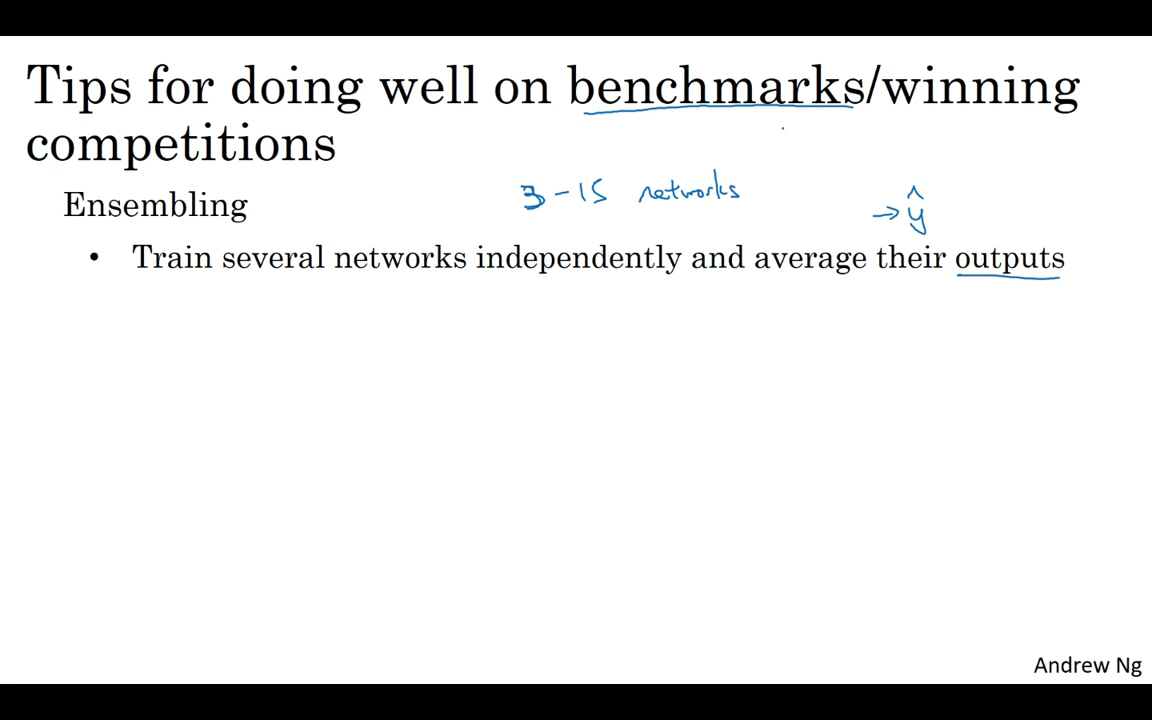 Tips for doing well on benchmarks/winning
competitions
3-15 networks
Ensembling
→ ŷ
• Train several networks independently and average their outputs
Andrew Ng